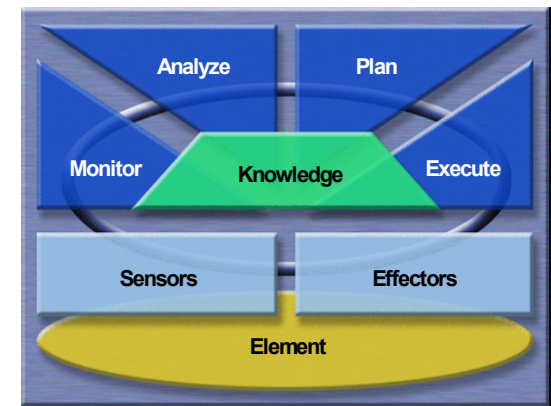 Analyze
Plan
Monitor
Knowledge
Execute
Sensors
Effectors
Element